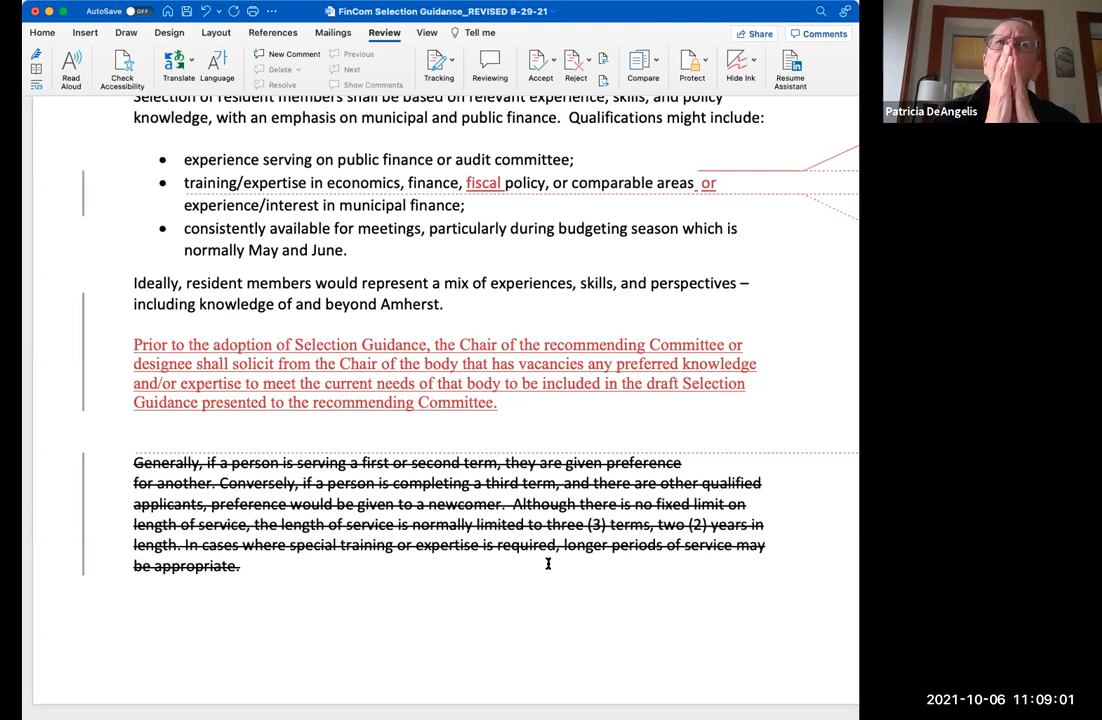 AutoSave OFF
FinCom Selection Guidance_REVISED 9-29-21
Home Insert Draw Design Layout References Mailings Review View Tell me Share Comments
Read Aloud
Check Accessibility
Translate
Language
New Comment
Delete
Resolve
Previous
Next
Show Comments
Tracking
Reviewing
Accept
Reject
Compare
Protect
Hide Ink
Resume Assistant
Selection of resident members shall be based on relevant experience, skills, and policy
knowledge, with an emphasis on municipal and public finance. Qualifications might include:
• experience serving on public finance or audit committee;
• training/expertise in economics, finance, fiscal policy, or comparable areas or
experience/interest in municipal finance;
• consistently available for meetings, particularly during budgeting season which is
normally May and June.
Ideally, resident members would represent a mix of experiences, skills, and perspectives –
including knowledge of and beyond Amherst.
Prior to the adoption of Selection Guidance, the Chair of the recommending Committee or
designee shall solicit from the Chair of the body that has vacancies any preferred knowledge
and/or expertise to meet the current needs of that body to be included in the draft Selection
Guidance presented to the recommending Committee.
Generally, if a person is serving a first or second term, they are given preference
for another. Conversely, if a person is completing a third term, and there are other qualified
applicants, preference would be given to a newcomer. Although there is no fixed limit on
length of service, the length of service is normally limited to three (3) terms, two (2) years in
length. In cases where special training or expertise is required, longer periods of service may
be appropriate.
Patricia DeAngelis
2021-10-06 11:09:01